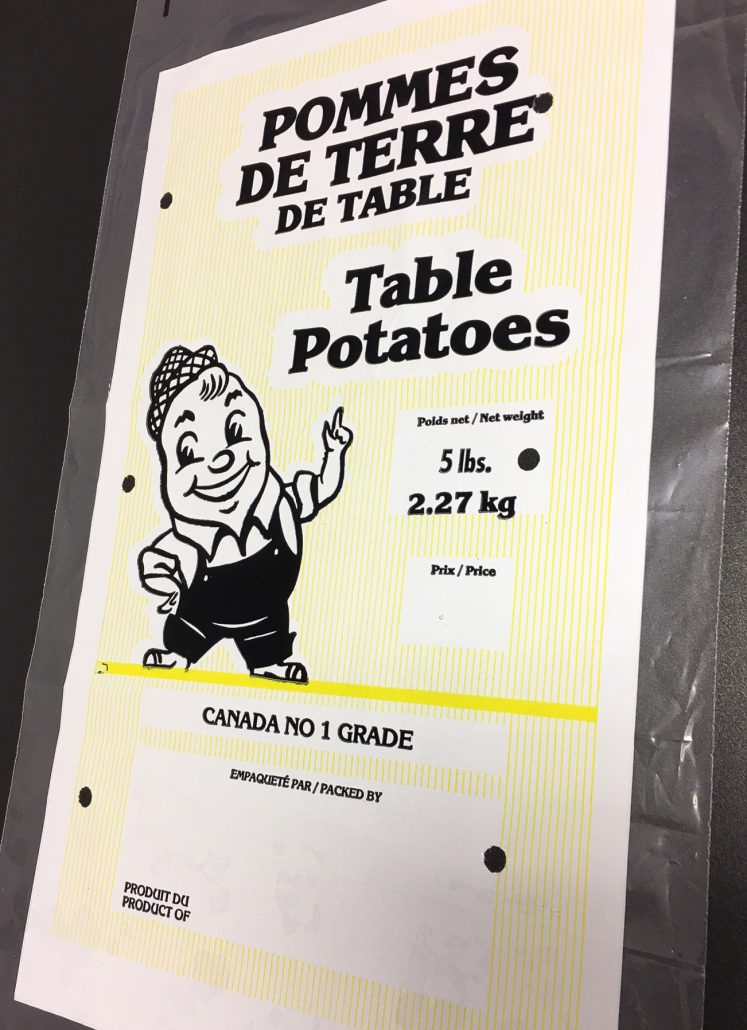 POMMES
DE TERRE
DE TABLE
Table
Potatoes
Poids net / Net weight
5 lbs.
2.27 kg
Prix / Price
CANADA NO 1 GRADE
EMPAQUETÉ PAR / PACKED BY
PRODUIT DU
PRODUCT OF